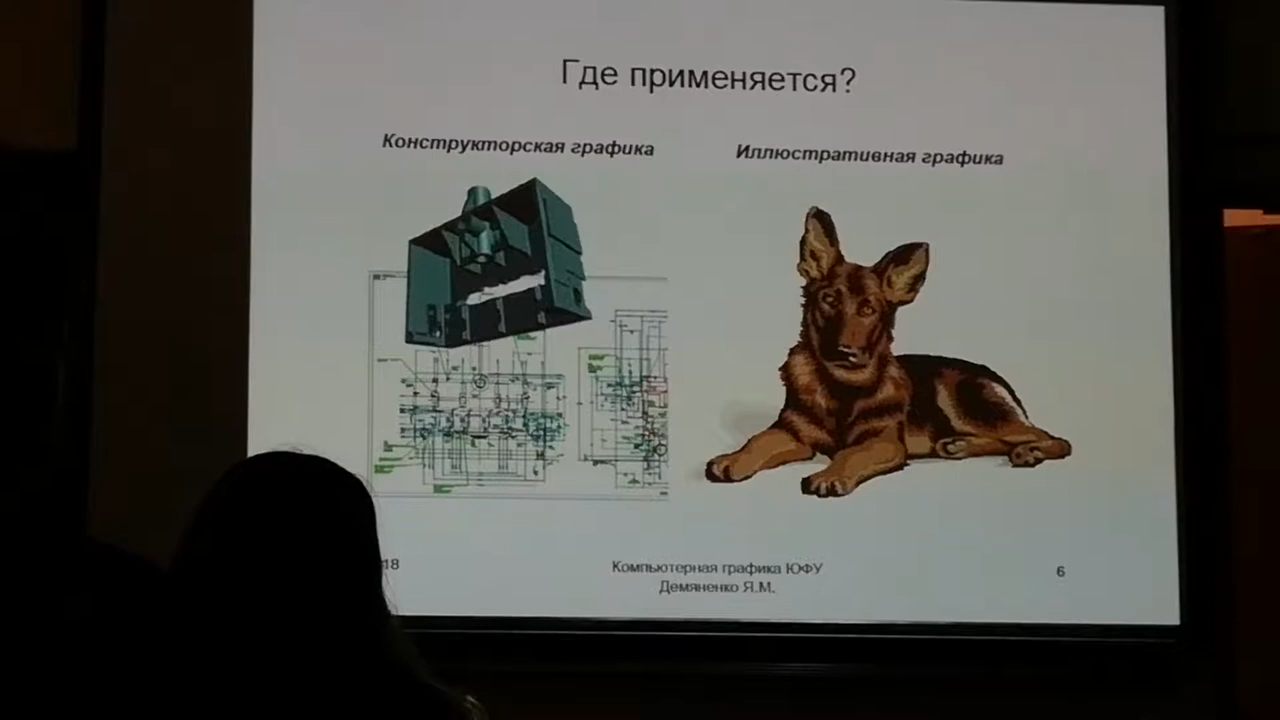 Где применяется?
Конструкторская графика
Иллюстративная графика
18
Компьютерная графика ЮФУ
Демяненко Я.М.
6